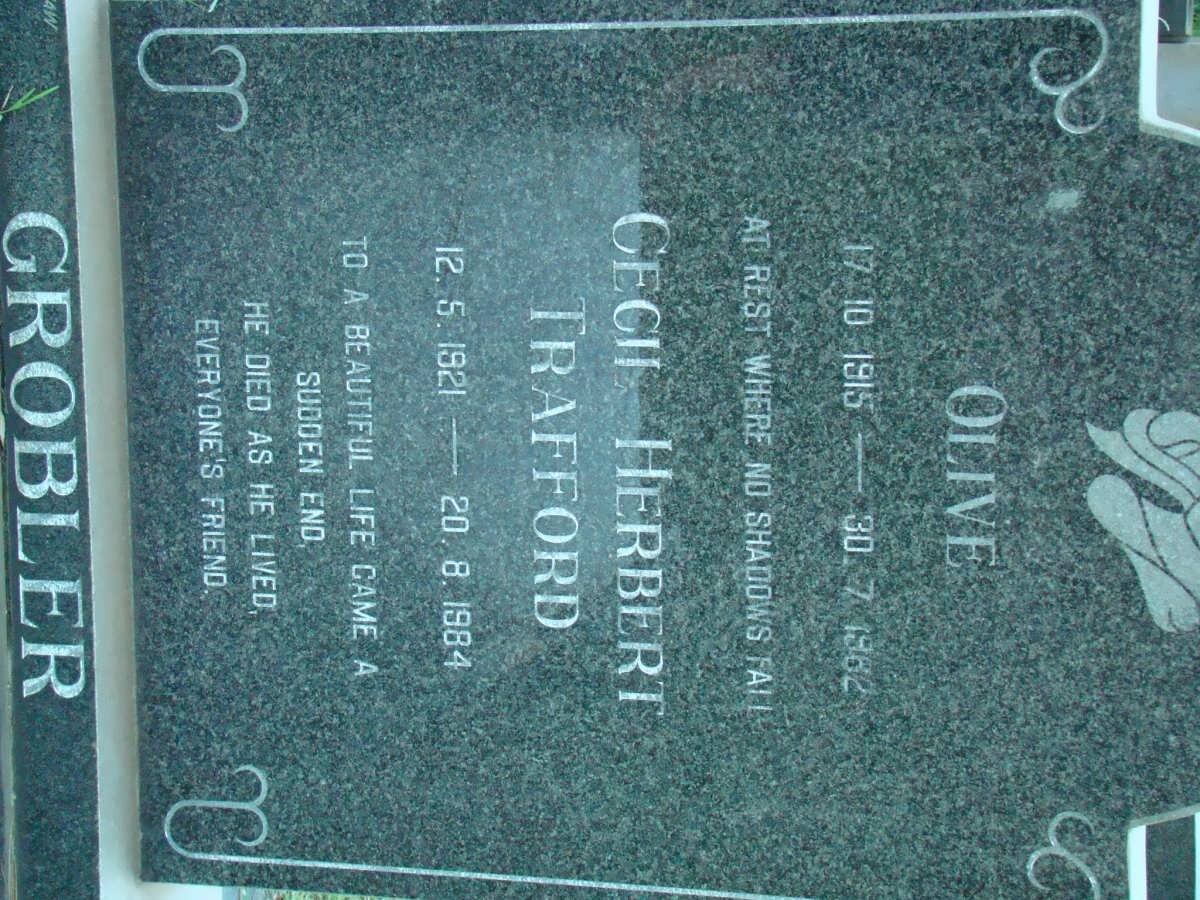 OLIVE
17. 10. 1915 — 30. 7. 1982
AT REST WHERE NO SHADOWS FALL
CECIL HERBERT
TRAFFORD
12. 5. 1921 — 20. 8. 1984
TO A BEAUTIFUL LIFE CAME A
SUDDEN END,
HE DIED AS HE LIVED,
EVERYONE'S FRIEND.
GROBLER